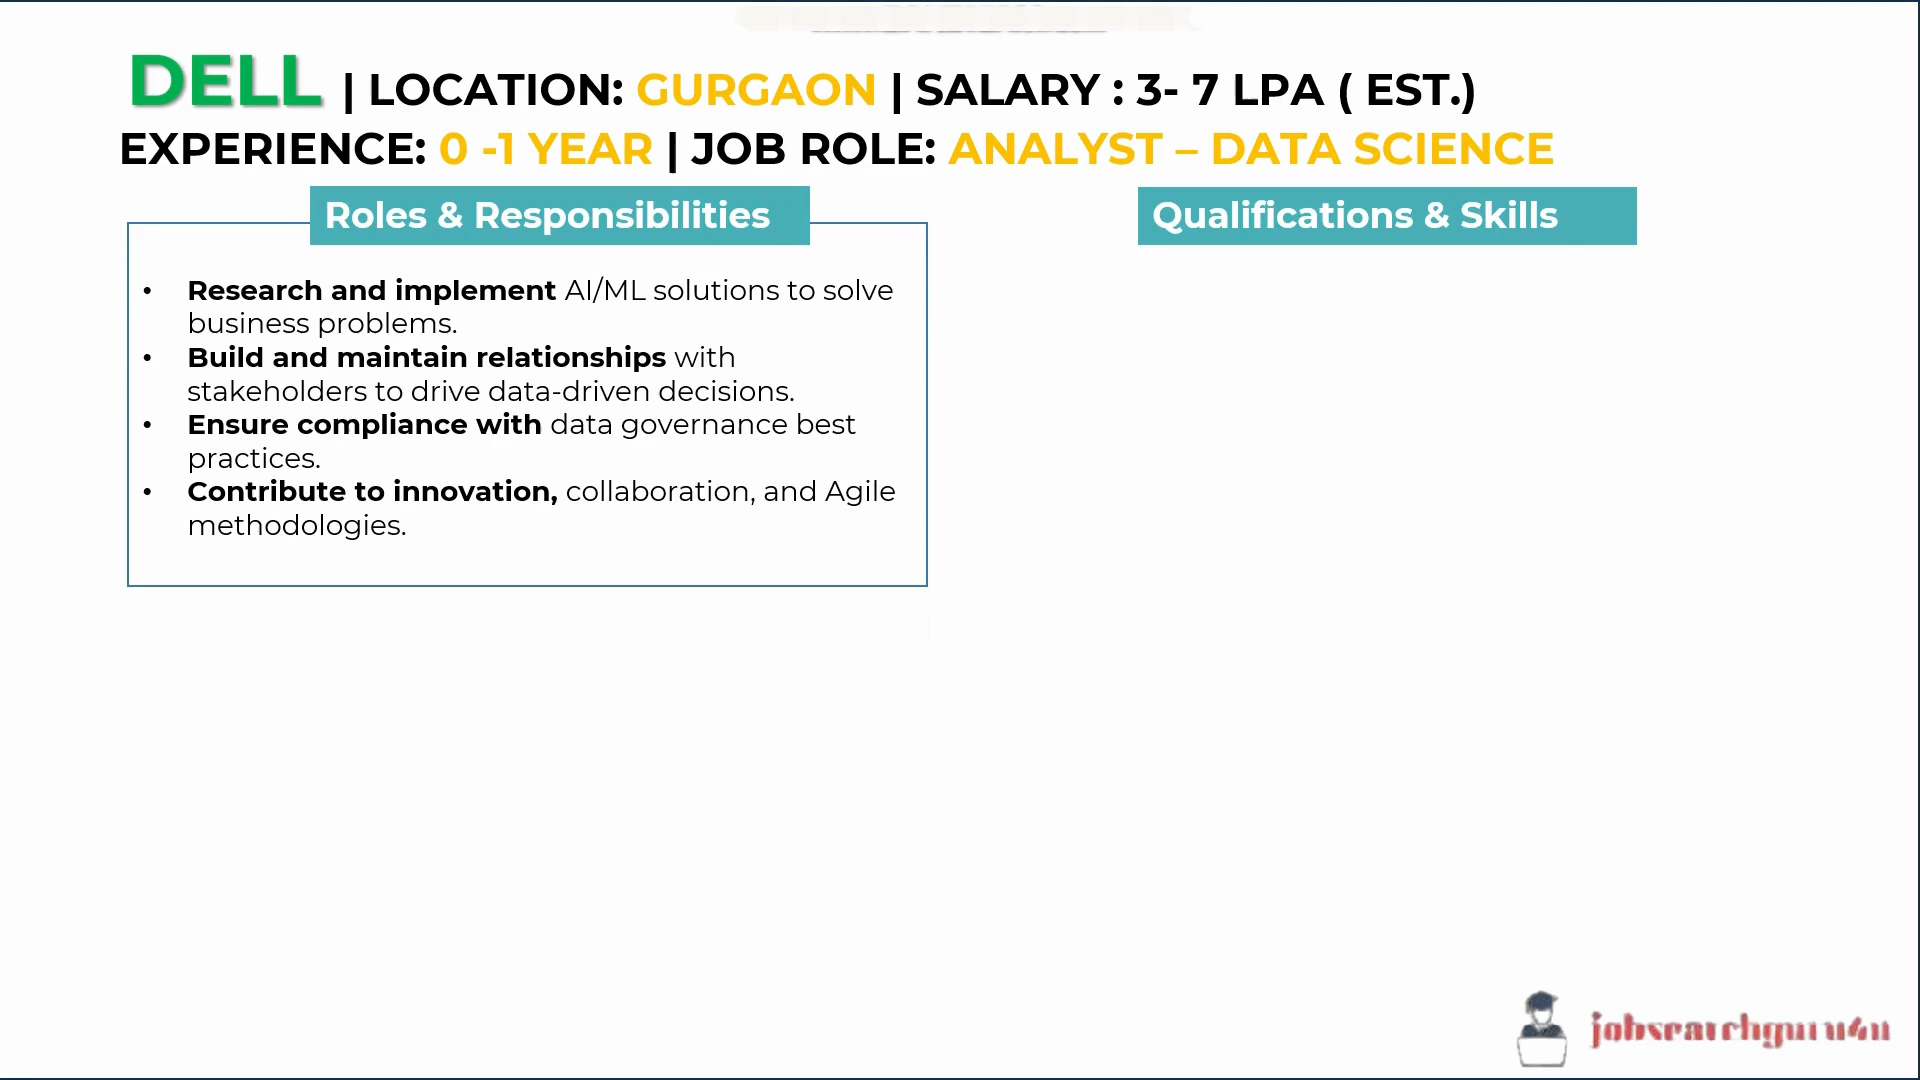 DELL | LOCATION: GURGAON | SALARY : 3- 7 LPA ( EST.)
EXPERIENCE: 0 -1 YEAR | JOB ROLE: ANALYST – DATA SCIENCE
Roles & Responsibilities
• Research and implement AI/ML solutions to solve
business problems.
• Build and maintain relationships with
stakeholders to drive data-driven decisions.
• Ensure compliance with data governance best
practices.
• Contribute to innovation, collaboration, and Agile
methodologies.
Qualifications & Skills
jobsearchguru4u